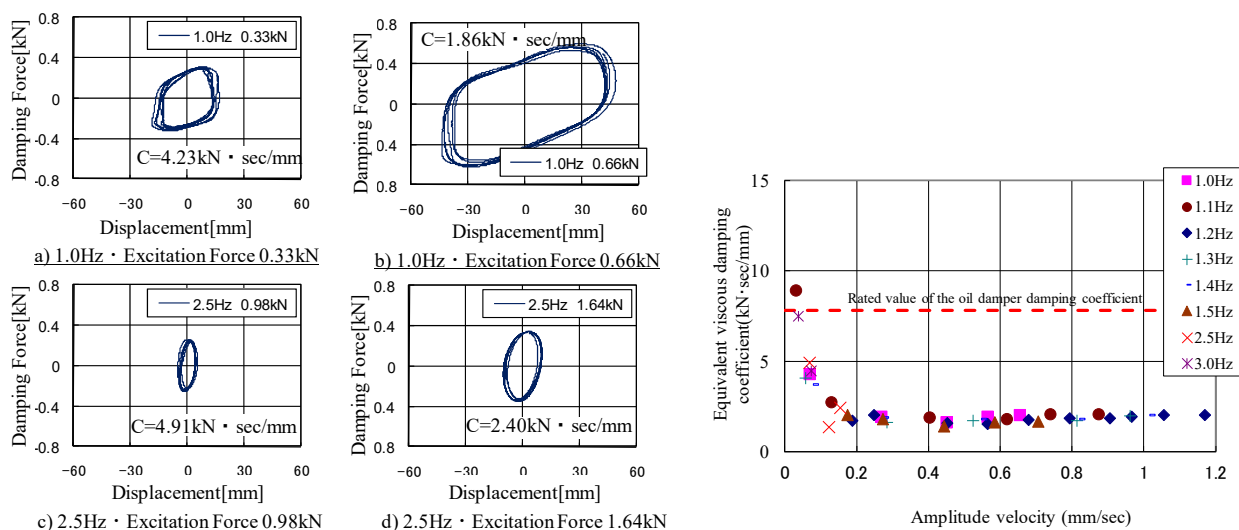 0.8
0.4
0
-0.4
-0.8
Damping Force[kN]
1.0Hz 0.33kN
C=4.23kN・sec/mm
−60
−30
0
30
60
Displacement[mm]
a) 1.0Hz・Excitation Force 0.33kN
0.8
0.4
0
0.4
0.8
Damping Force[kN]
C=1.86kN・sec/mm
1.0Hz 0.66kN
−60
−30
0
30
60
Displacement[mm]
b) 1.0Hz・Excitation Force 0.66kN
0.8
0.4
0
-0.4
-0.8
Damping Force[kN]
2.5Hz 0.98kN
C=4.91kN・sec/mm
−60
−30
0
30
60
Displacement[mm]
c) 2.5Hz・Excitation Force 0.98kN
0.8
0.4
0
-0.4
-0.8
Damping Force[kN]
2.5Hz 1.64kN
C=2.40kN・sec/mm
−60
−30
0
30
60
Displacement[mm]
d) 2.5Hz・Excitation Force 1.64kN
Equivalent viscous damping
coefficient(kN·sec/mm)
15
10
5
0
Rated value of the oil damper damping coefficient
1.0Hz
1.1Hz
1.2Hz
1.3Hz
1.4Hz
1.5Hz
2.5Hz
3.0Hz
0
0.2
0.4
0.6
0.8
1
1.2
Amplitude velocity (mm/sec)